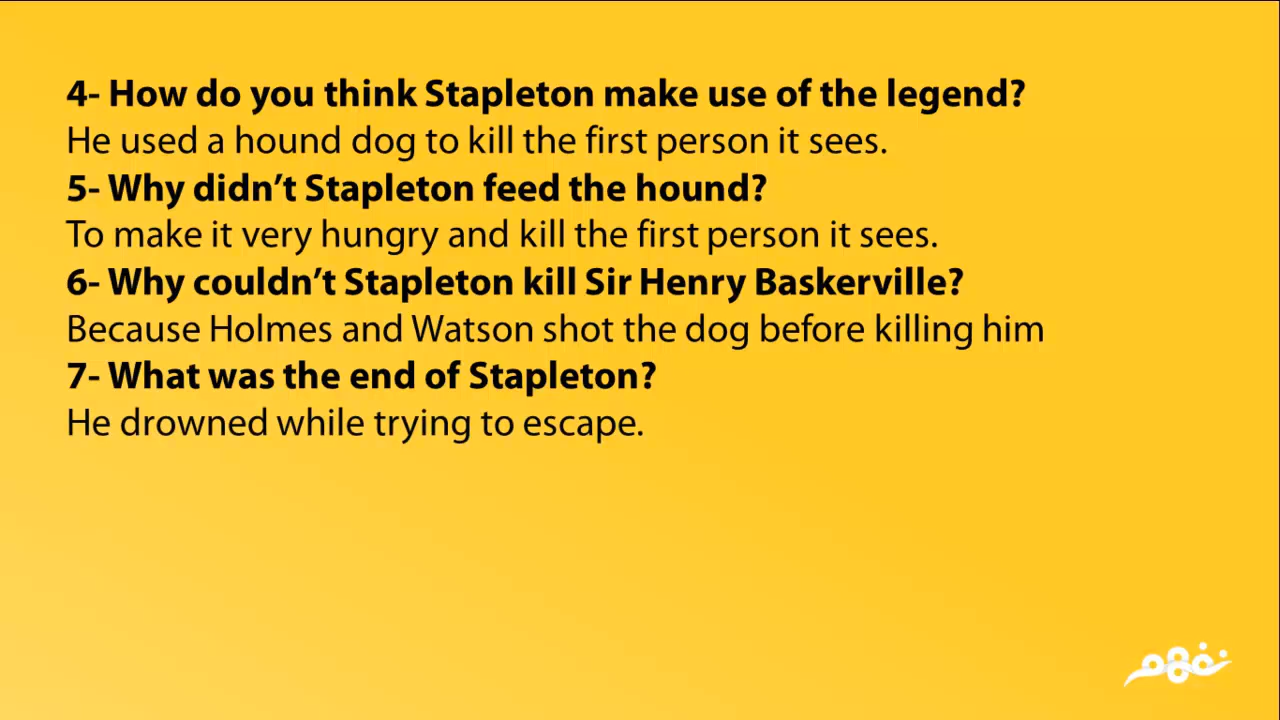 4- How do you think Stapleton make use of the legend?
He used a hound dog to kill the first person it sees.
5- Why didn’t Stapleton feed the hound?
To make it very hungry and kill the first person it sees.
6- Why couldn’t Stapleton kill Sir Henry Baskerville?
Because Holmes and Watson shot the dog before killing him
7- What was the end of Stapleton?
He drowned while trying to escape.
نفهم